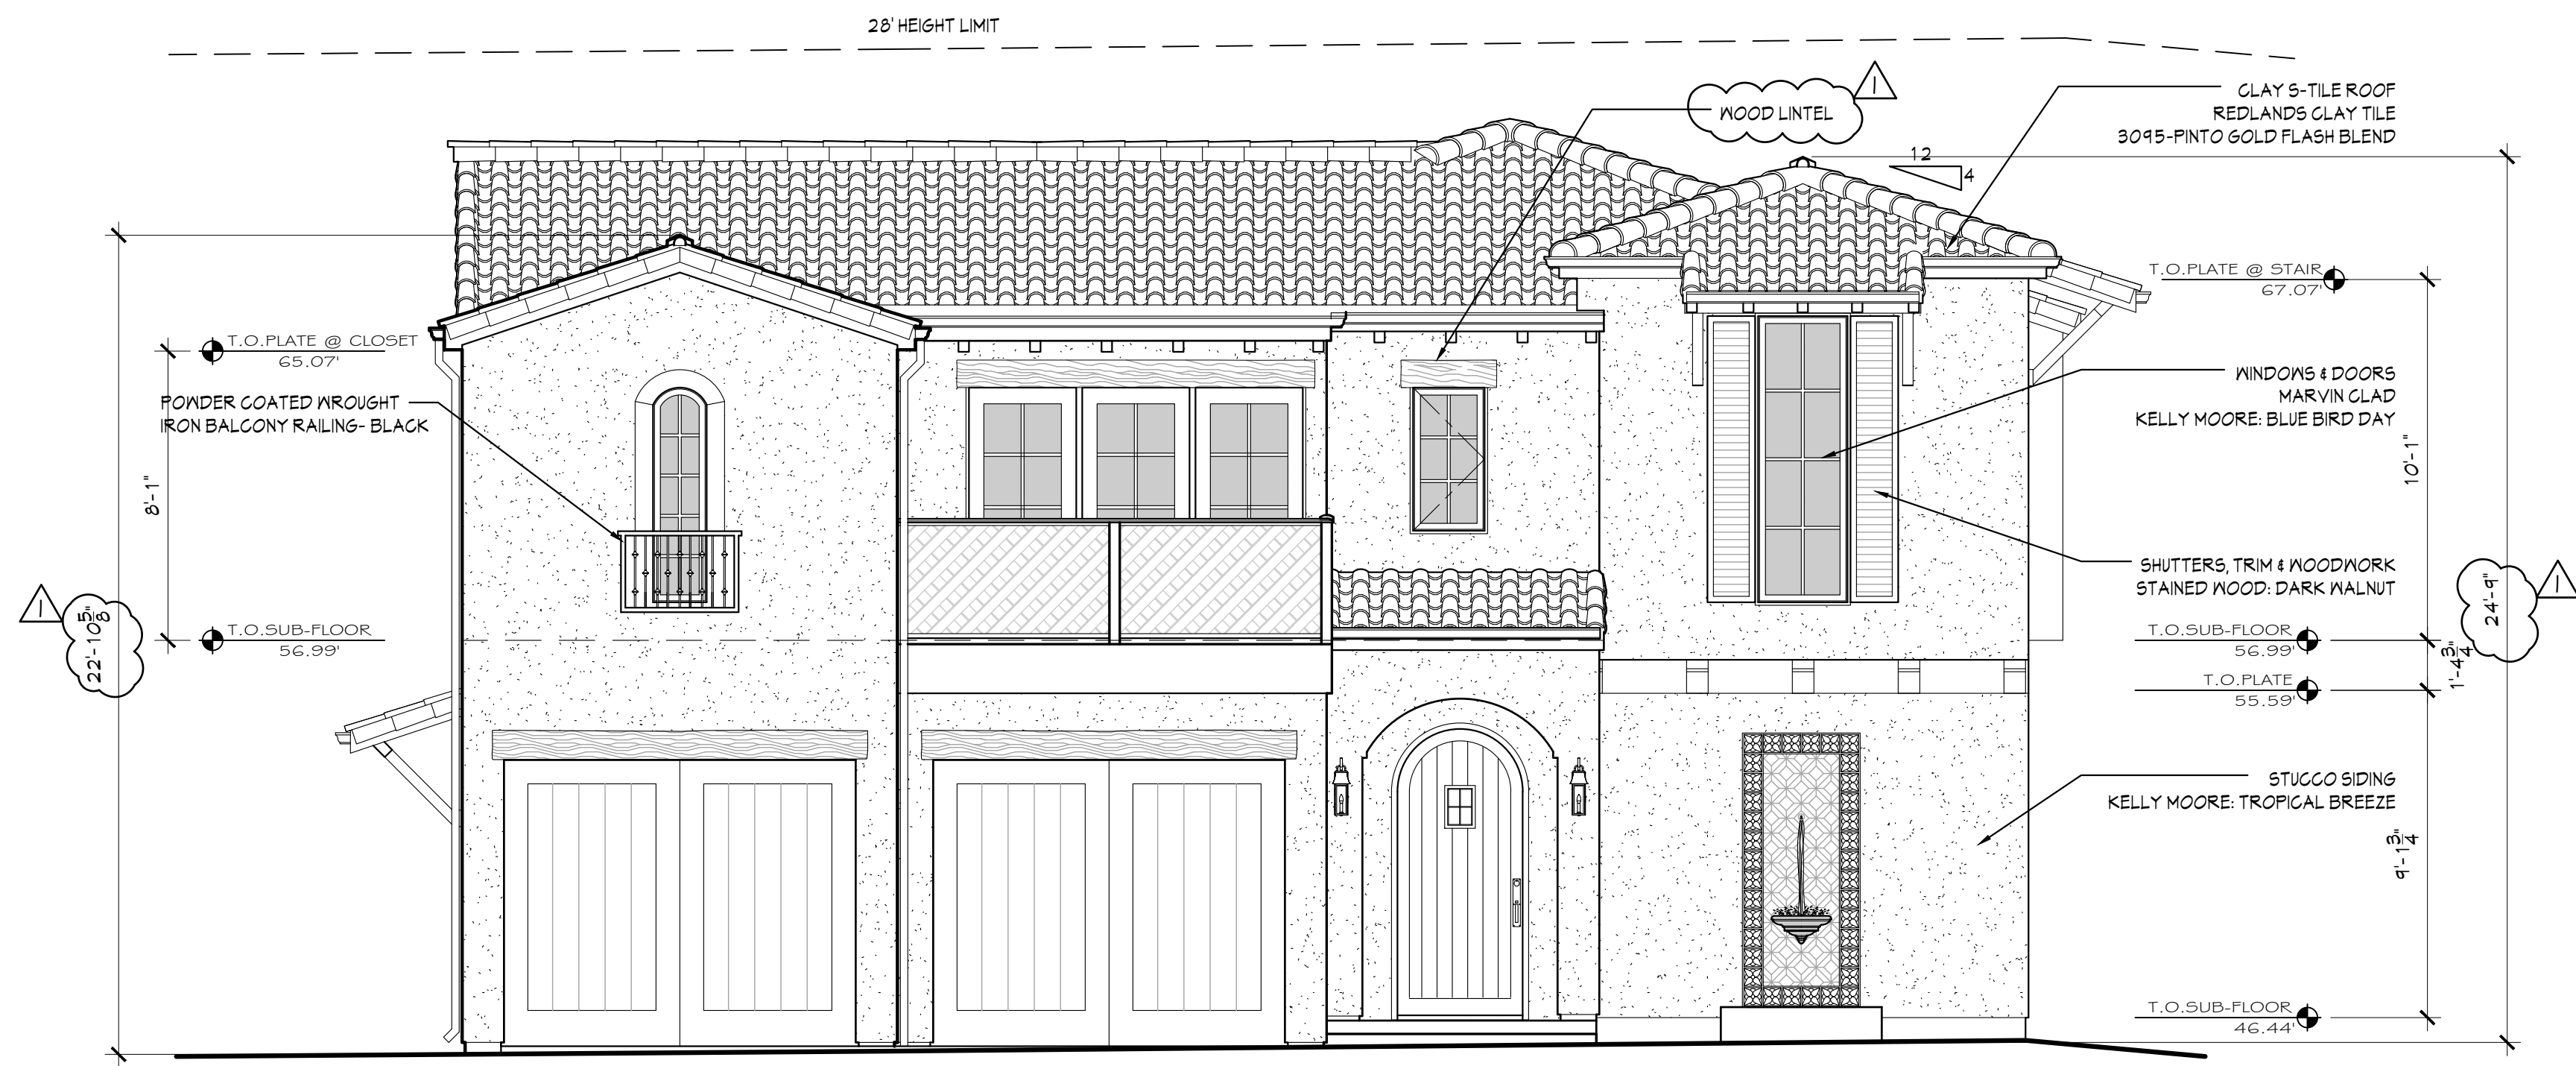 28' HEIGHT LIMIT
WOOD LINTEL
1
CLAY S-TILE ROOF
REDLANDS CLAY TILE
3095-PINTO GOLD FLASH BLEND
12
4
T.O.PLATE @ STAIR
67.07'
T.O.PLATE @ CLOSET
65.07'
POWDER COATED WROUGHT
IRON BALCONY RAILING- BLACK
WINDOWS & DOORS
MARVIN CLAD
KELLY MOORE: BLUE BIRD DAY
8'-1"
10'-1"
SHUTTERS, TRIM & WOODWORK
STAINED WOOD: DARK WALNUT
1
22'-10 5/8"
T.O.SUB-FLOOR
56.99'
T.O.SUB-FLOOR
56.99'
1'-4 3/4"
24'-9"
1
T.O.PLATE
55.59'
STUCCO SIDING
KELLY MOORE: TROPICAL BREEZE
9'-1 3/4"
T.O.SUB-FLOOR
46.44'